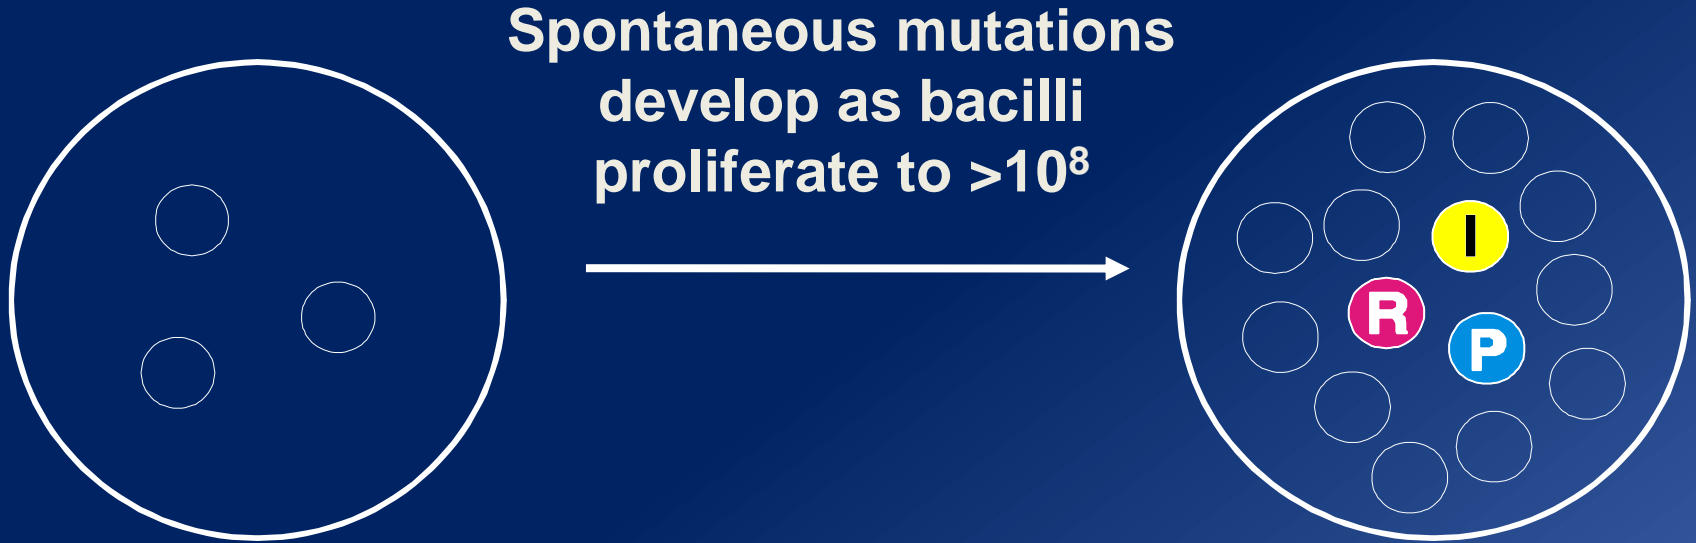 Spontaneous mutations
develop as bacilli
proliferate to >10⁸
I
R
P